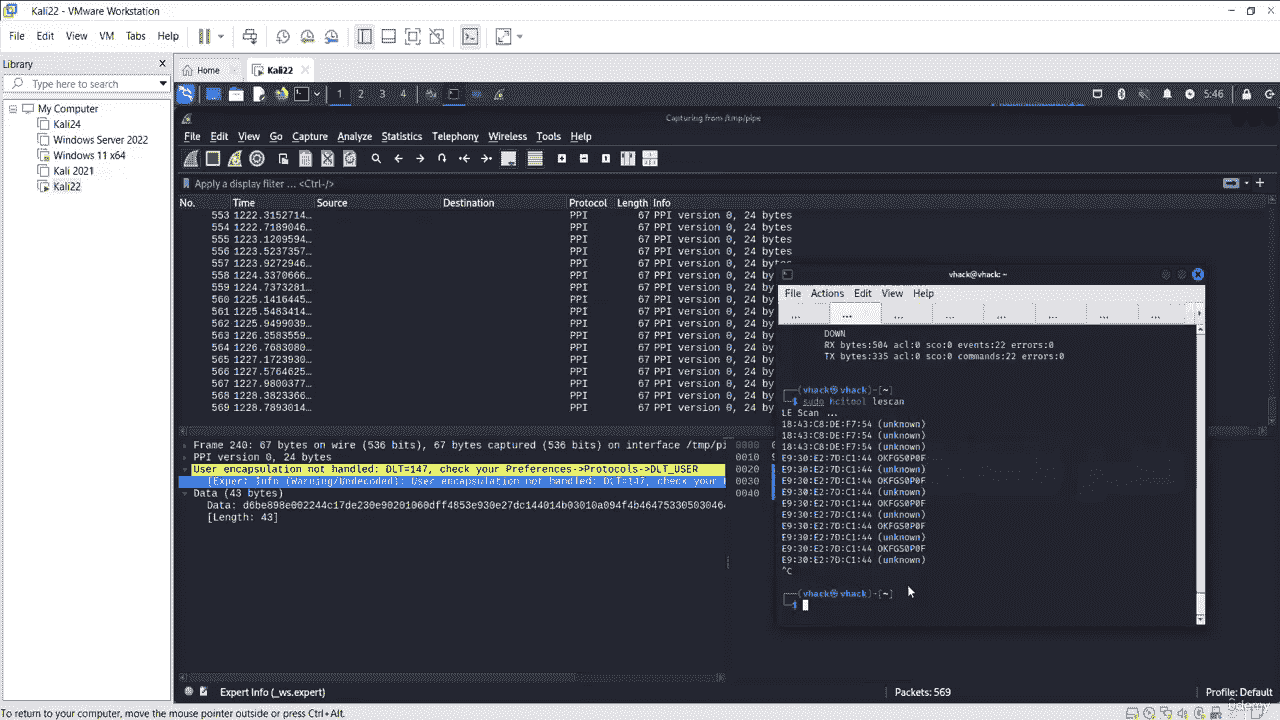 Kali22 - VMware Workstation
File Edit View VM Tabs Help
Library
Type here to search
My Computer
Kali24
Windows Server 2022
Windows 11 x64
Kali 2021
Kali22
Home Kali22
1 2 3 4 5:46
Capturing from /tmp/pipe
File Edit View Go Capture Analyze Statistics Telephony Wireless Tools Help
Apply a display filter ... <Ctrl-/>
No. Time Source Destination Protocol Length Info
553 1222.3152714… PPI 67 PPI version 0, 24 bytes
554 1222.7189046… PPI 67 PPI version 0, 24 bytes
555 1223.1209594… PPI 67 PPI version 0, 24 bytes
556 1223.5237357… PPI 67 PPI version 0, 24 bytes
557 1223.9272946… PPI 67 PPI version 0, 24 by
558 1224.3370666… PPI 67 PPI version 0, 24 by
559 1224.7373281… PPI 67 PPI version 0, 24 by
560 1225.1416445… PPI 67 PPI version 0, 24 by
561 1225.5483414… PPI 67 PPI version 0, 24 by
562 1225.9499039… PPI 67 PPI version 0, 24 by
563 1226.3583559… PPI 67 PPI version 0, 24 by
564 1226.7683080… PPI 67 PPI version 0, 24 by
565 1227.1723930… PPI 67 PPI version 0, 24 by
566 1227.5764625… PPI 67 PPI version 0, 24 by
567 1227.9800377… PPI 67 PPI version 0, 24 by
568 1228.3823366… PPI 67 PPI version 0, 24 by
569 1228.7893014… PPI 67 PPI version 0, 24 by
Frame 240: 67 bytes on wire (536 bits), 67 bytes captured (536 bits) on interface /tmp/pi
PPI version 0, 24 bytes
User encapsulation not handled: DLT=147, check your Preferences->Protocols->DLT_USER
[Expert Info (Warning/Undecoded): User encapsulation not handled: DLT=147, check your
Data (43 bytes)
Data: d6be898e002244c17de230e90201060dff4853e930e27dc144014b03010a094f4b4647533050304
[Length: 43]
0000
0010
0020
0030
0040
vhack@vhack: ~
File Actions Edit View Help
... ... ... ... ... ... ... ...
DOWN
RX bytes:504 acl:0 sco:0 events:22 errors:0
TX bytes:335 acl:0 sco:0 commands:22 errors:0
(vhack㉿vhack)-[~]
$ sudo hcitool lescan
LE Scan ...
18:43:C8:DE:F7:54 (unknown)
18:43:C8:DE:F7:54 (unknown)
18:43:C8:DE:F7:54 (unknown)
E9:30:E2:7D:C1:44 OKFGS0P0F
E9:30:E2:7D:C1:44 (unknown)
E9:30:E2:7D:C1:44 OKFGS0P0F
E9:30:E2:7D:C1:44 (unknown)
E9:30:E2:7D:C1:44 OKFGS0P0F
E9:30:E2:7D:C1:44 (unknown)
E9:30:E2:7D:C1:44 OKFGS0P0F
E9:30:E2:7D:C1:44 (unknown)
E9:30:E2:7D:C1:44 OKFGS0P0F
E9:30:E2:7D:C1:44 (unknown)
^C
(vhack㉿vhack)-[~]
$
Expert Info (_ws.expert) Packets: 569 Profile: Default
To return to your computer, move the mouse pointer outside or press Ctrl+Alt.
Udemy